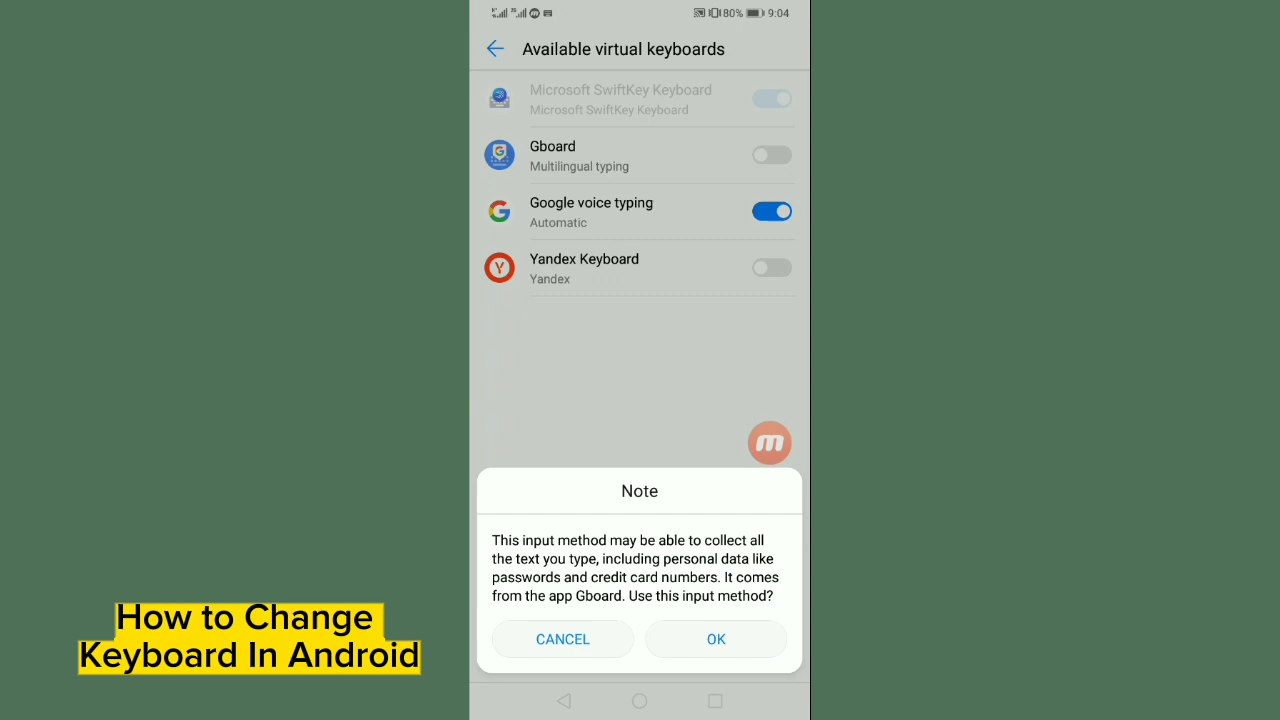 80% 9:04
Available virtual keyboards
Microsoft SwiftKey Keyboard
Microsoft SwiftKey Keyboard
Gboard
Multilingual typing
Google voice typing
Automatic
Yandex Keyboard
Yandex
Note
This input method may be able to collect all
the text you type, including personal data like
passwords and credit card numbers. It comes
from the app Gboard. Use this input method?
CANCEL OK
How to Change
Keyboard In Android